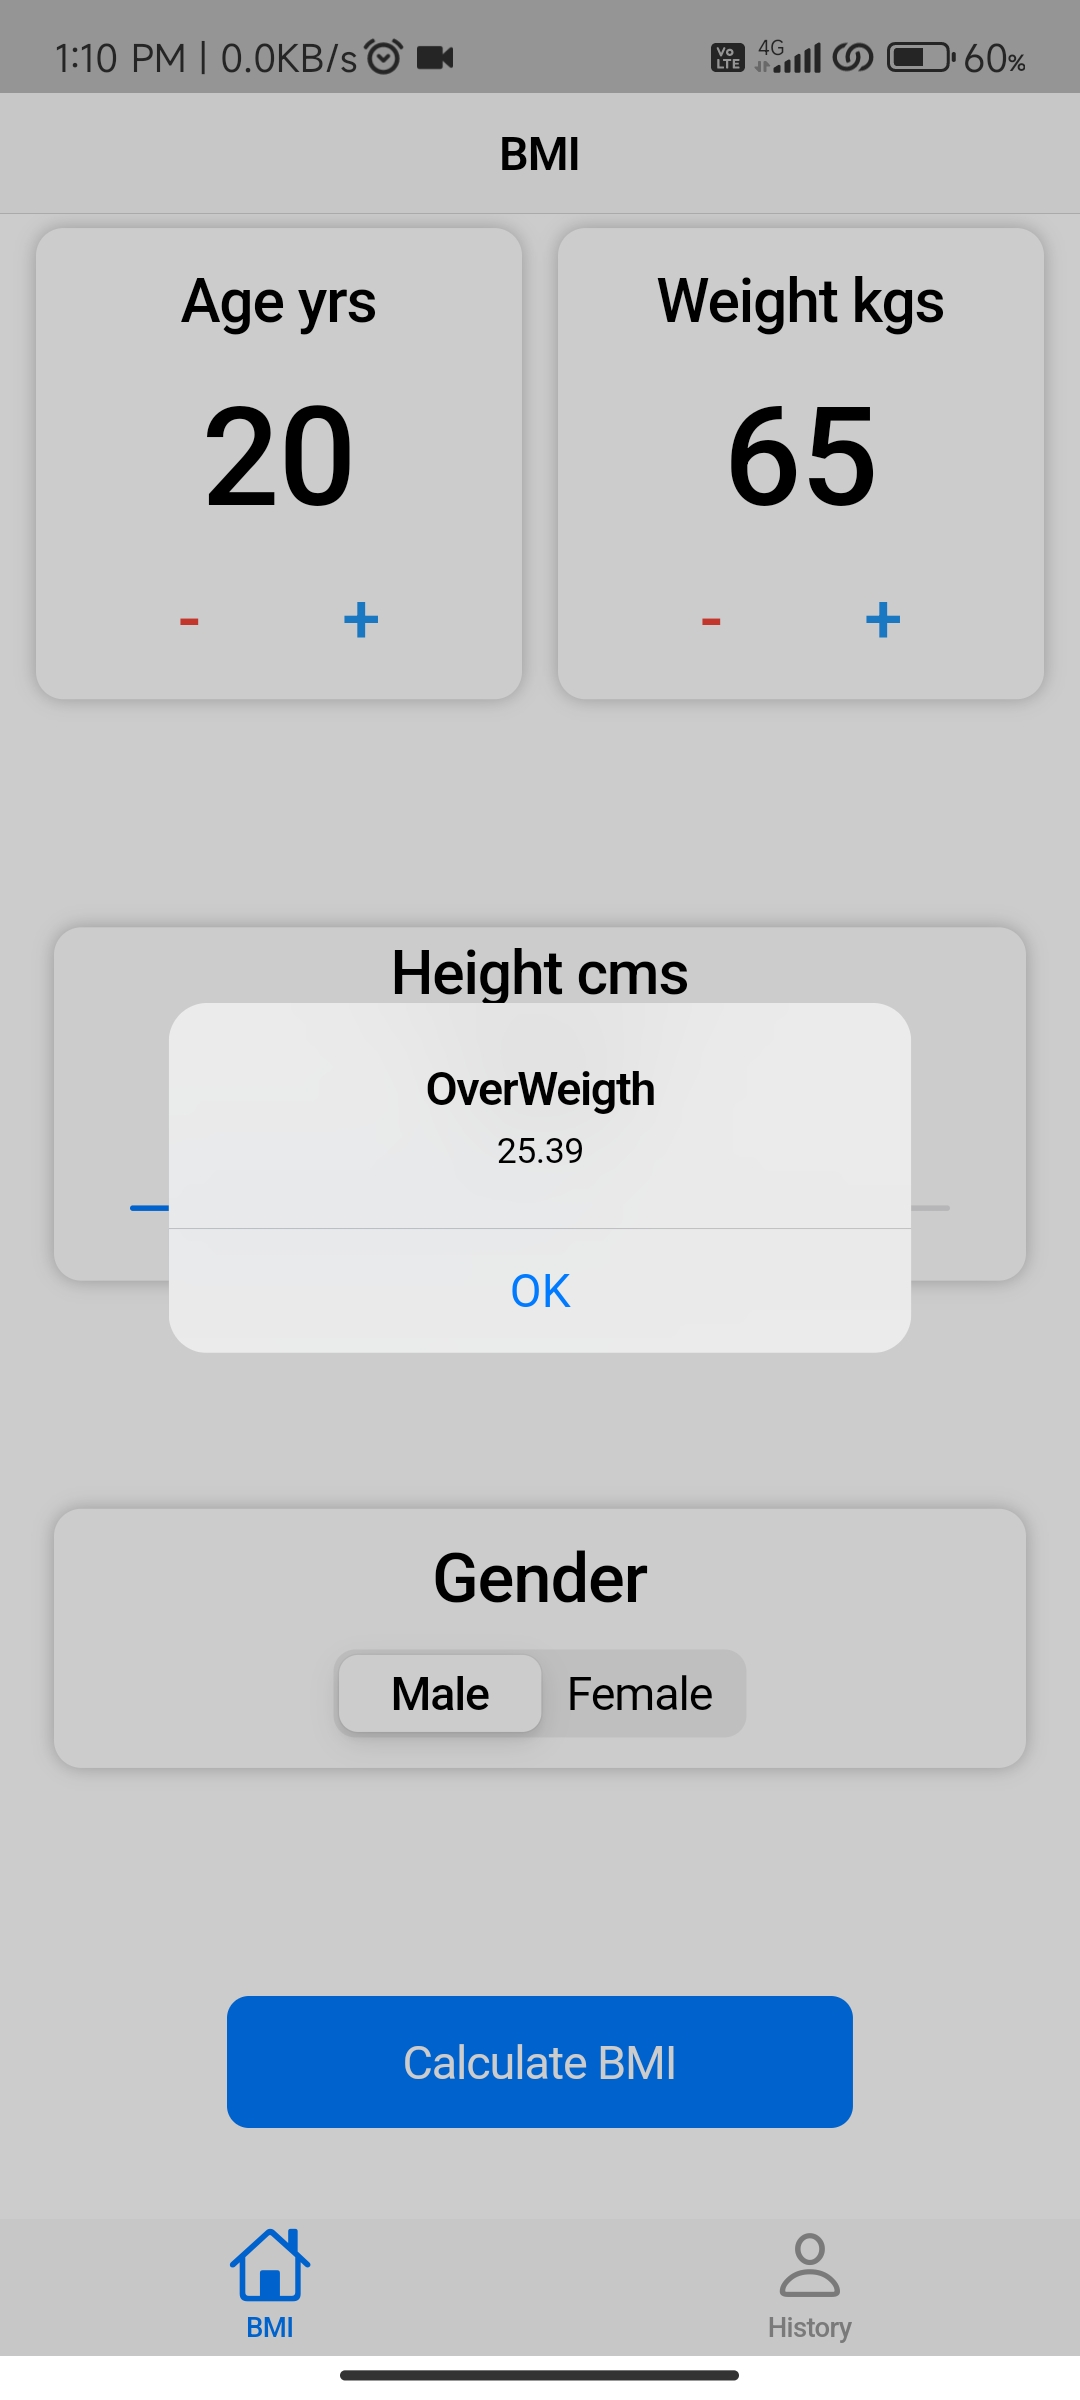 1:10 PM | 0.0KB/s
Vo LTE 4G 60%
BMI
Age yrs
20
- +
Weight kgs
65
- +
Height cms
OverWeigth
25.39
OK
Gender
Male Female
Calculate BMI
BMI History